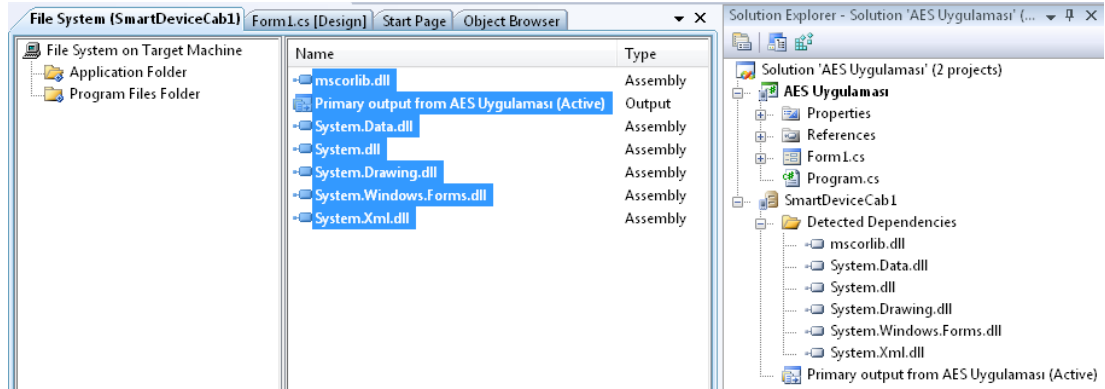 File System (SmartDeviceCab1) Form1.cs [Design] Start Page Object Browser
File System on Target Machine
Application Folder
Program Files Folder
Name Type
mscorlib.dll Assembly
Primary output from AES Uygulaması (Active) Output
System.Data.dll Assembly
System.dll Assembly
System.Drawing.dll Assembly
System.Windows.Forms.dll Assembly
System.Xml.dll Assembly
Solution Explorer - Solution 'AES Uygulaması' (...
Solution 'AES Uygulaması' (2 projects)
AES Uygulaması
Properties
References
Form1.cs
Program.cs
SmartDeviceCab1
Detected Dependencies
mscorlib.dll
System.Data.dll
System.dll
System.Drawing.dll
System.Windows.Forms.dll
System.Xml.dll
Primary output from AES Uygulaması (Active)